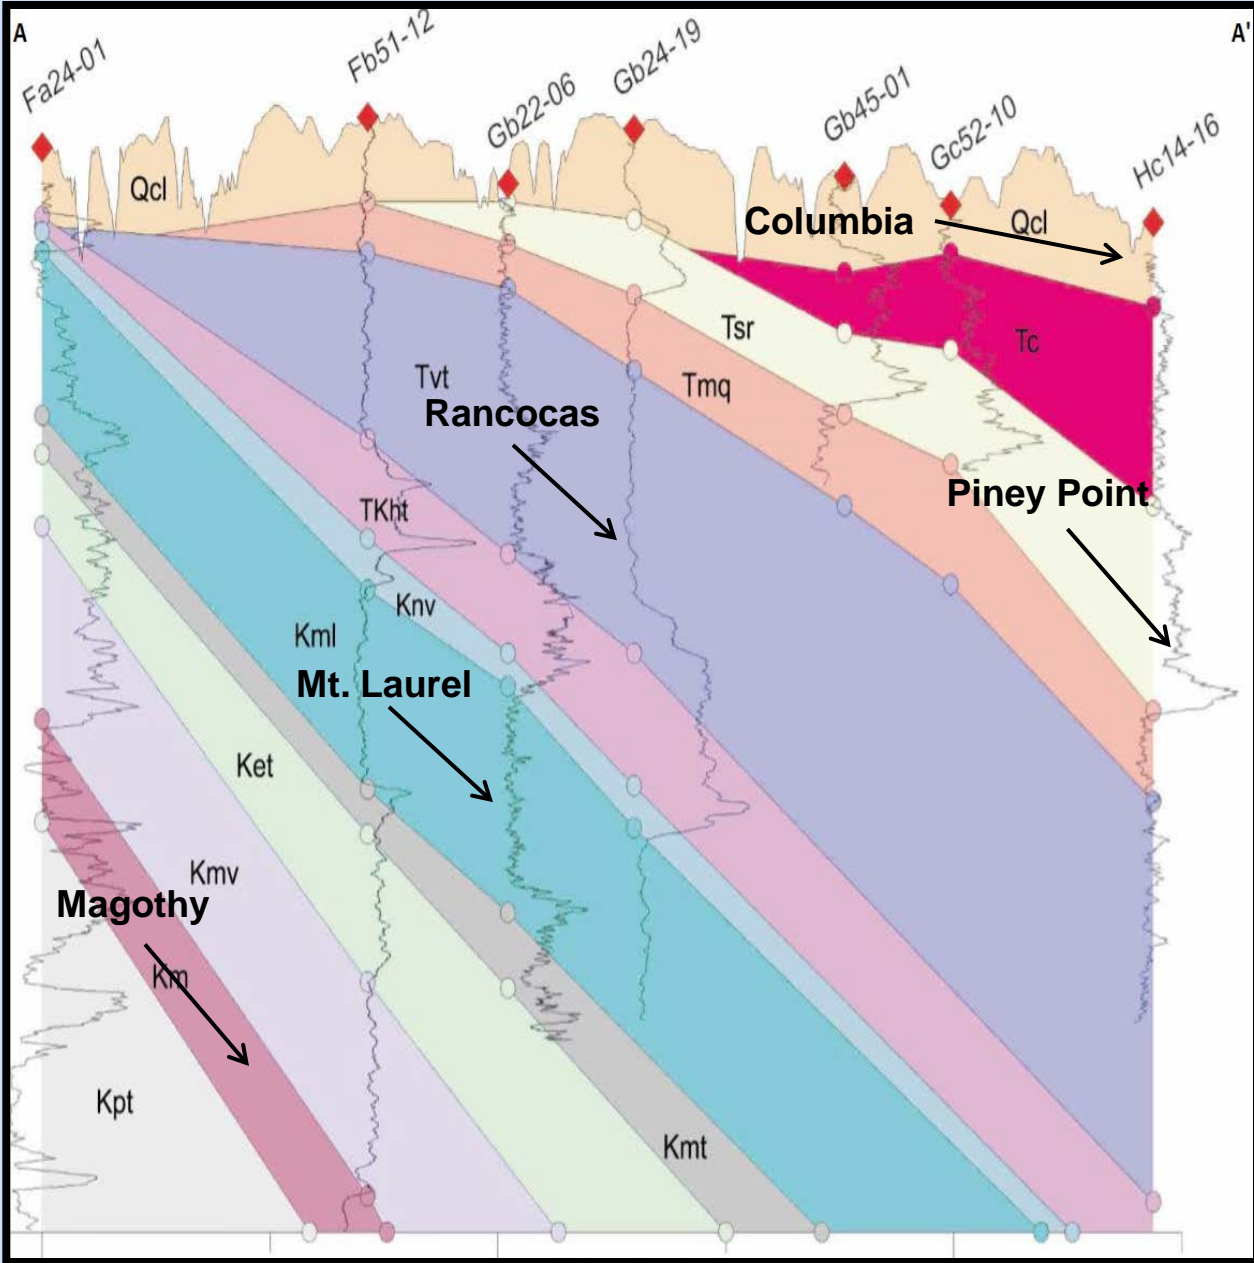 A
A'
Fa24-01
Fb51-12
Gb22-06
Gb24-19
Gb45-01
Gc52-10
Hc14-16
Qcl
Columbia
Qcl
Tsr
Tc
Tvt
Tmq
Rancocas
Piney Point
TKht
Knv
Kml
Mt. Laurel
Ket
Kmv
Magothy
Km
Kpt
Kmt